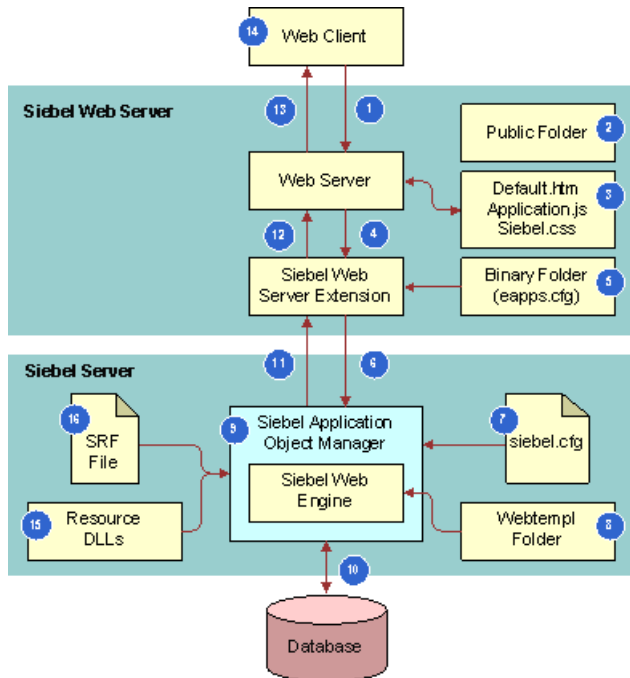 14
Web Client
Siebel Web Server
13
1
2
Public Folder
Web Server
Default.htm
Application.js
Siebel.css
3
12
4
Siebel Web
Server Extension
Binary Folder
(eapps.cfg)
5
11
6
Siebel Server
16
SRF
File
9
Siebel Application
Object Manager
7
siebel.cfg
Siebel Web
Engine
15
Resource
DLLs
Webtempl
Folder
8
10
Database